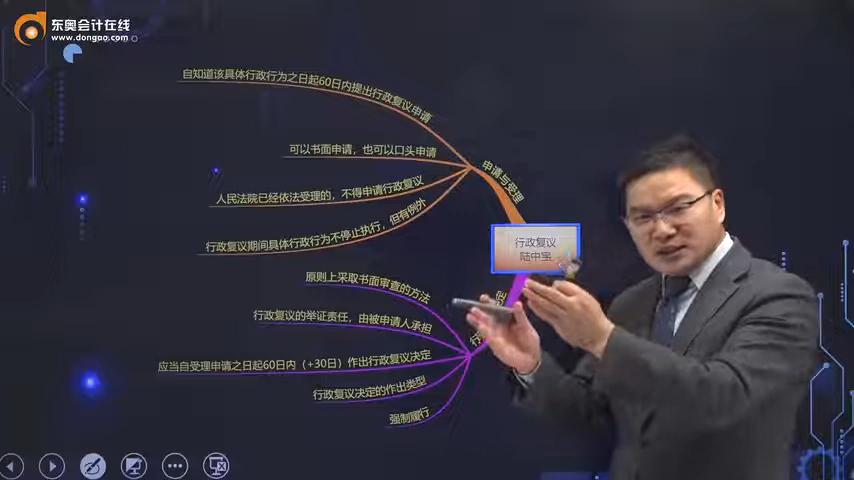 东奥会计在线
www.dongao.com
自知道该具体行政行为之日起60日内提出行政复议申请
可以书面申请，也可以口头申请
人民法院已经依法受理的，不得申请行政复议
行政复议期间具体行政行为不停止执行，但有例外
申请与受理
行政复议
陆中宝
原则上采取书面审查的方法
行政复议的举证责任，由被申请人承担
应当自受理申请之日起60日内（+30日）作出行政复议决定
行政复议决定的作出类型
强制履行